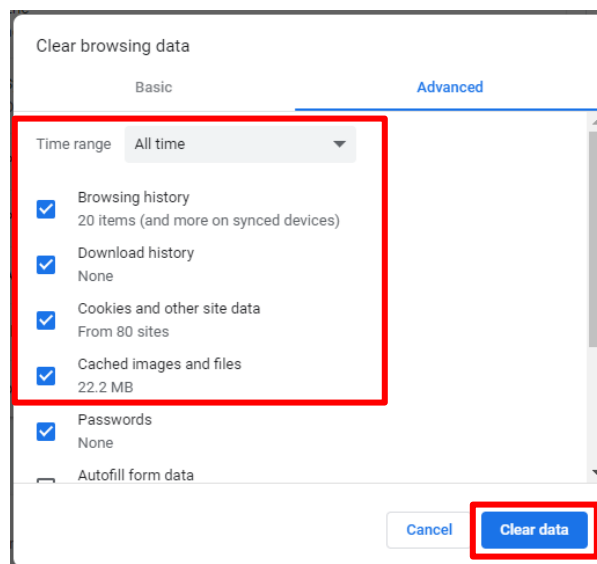 Clear browsing data
Basic Advanced
Time range All time
Browsing history
20 items (and more on synced devices)
Download history
None
Cookies and other site data
From 80 sites
Cached images and files
22.2 MB
Passwords
None
Autofill form data
Cancel Clear data